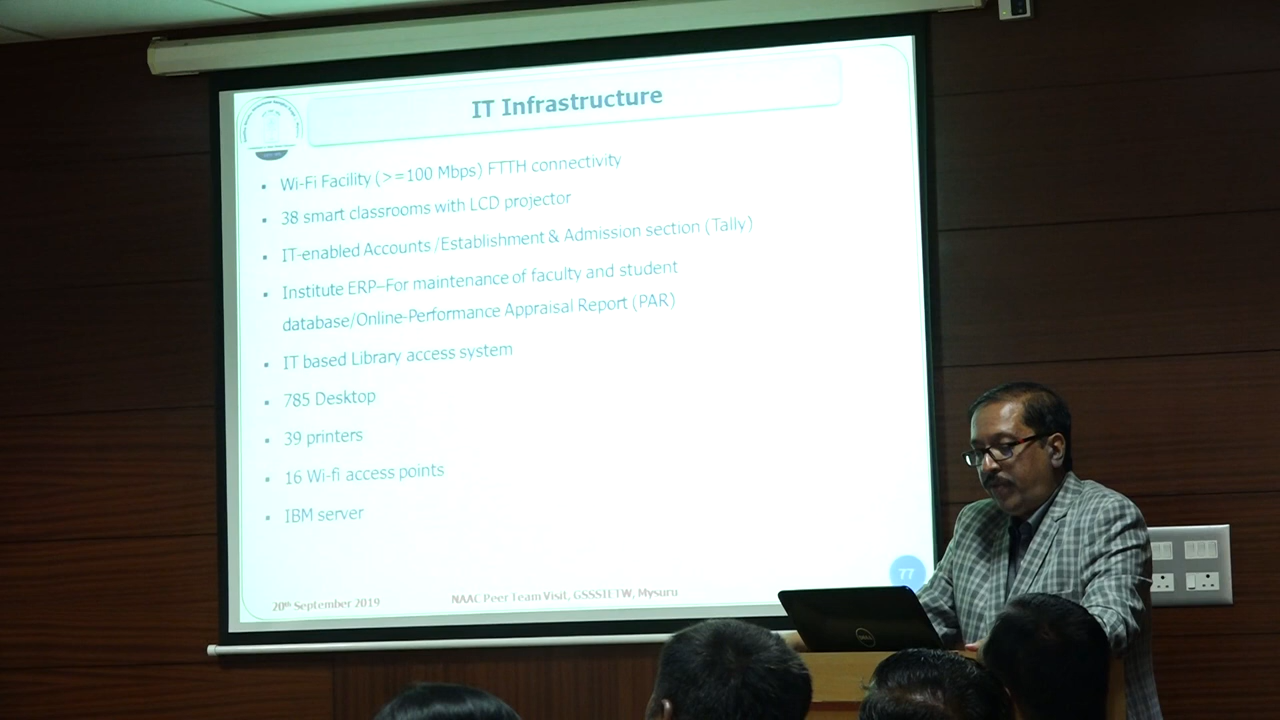 IT Infrastructure
Wi-Fi Facility (>=100 Mbps) FTTH connectivity
38 smart classrooms with LCD projector
IT-enabled Accounts /Establishment & Admission section (Tally)
Institute ERP–For maintenance of faculty and student
database/Online-Performance Appraisal Report (PAR)
IT based Library access system
785 Desktop
39 printers
16 Wi-fi access points
IBM server
77
20th September 2019
NAAC Peer Team Visit, GSSSIETW, Mysuru
DELL